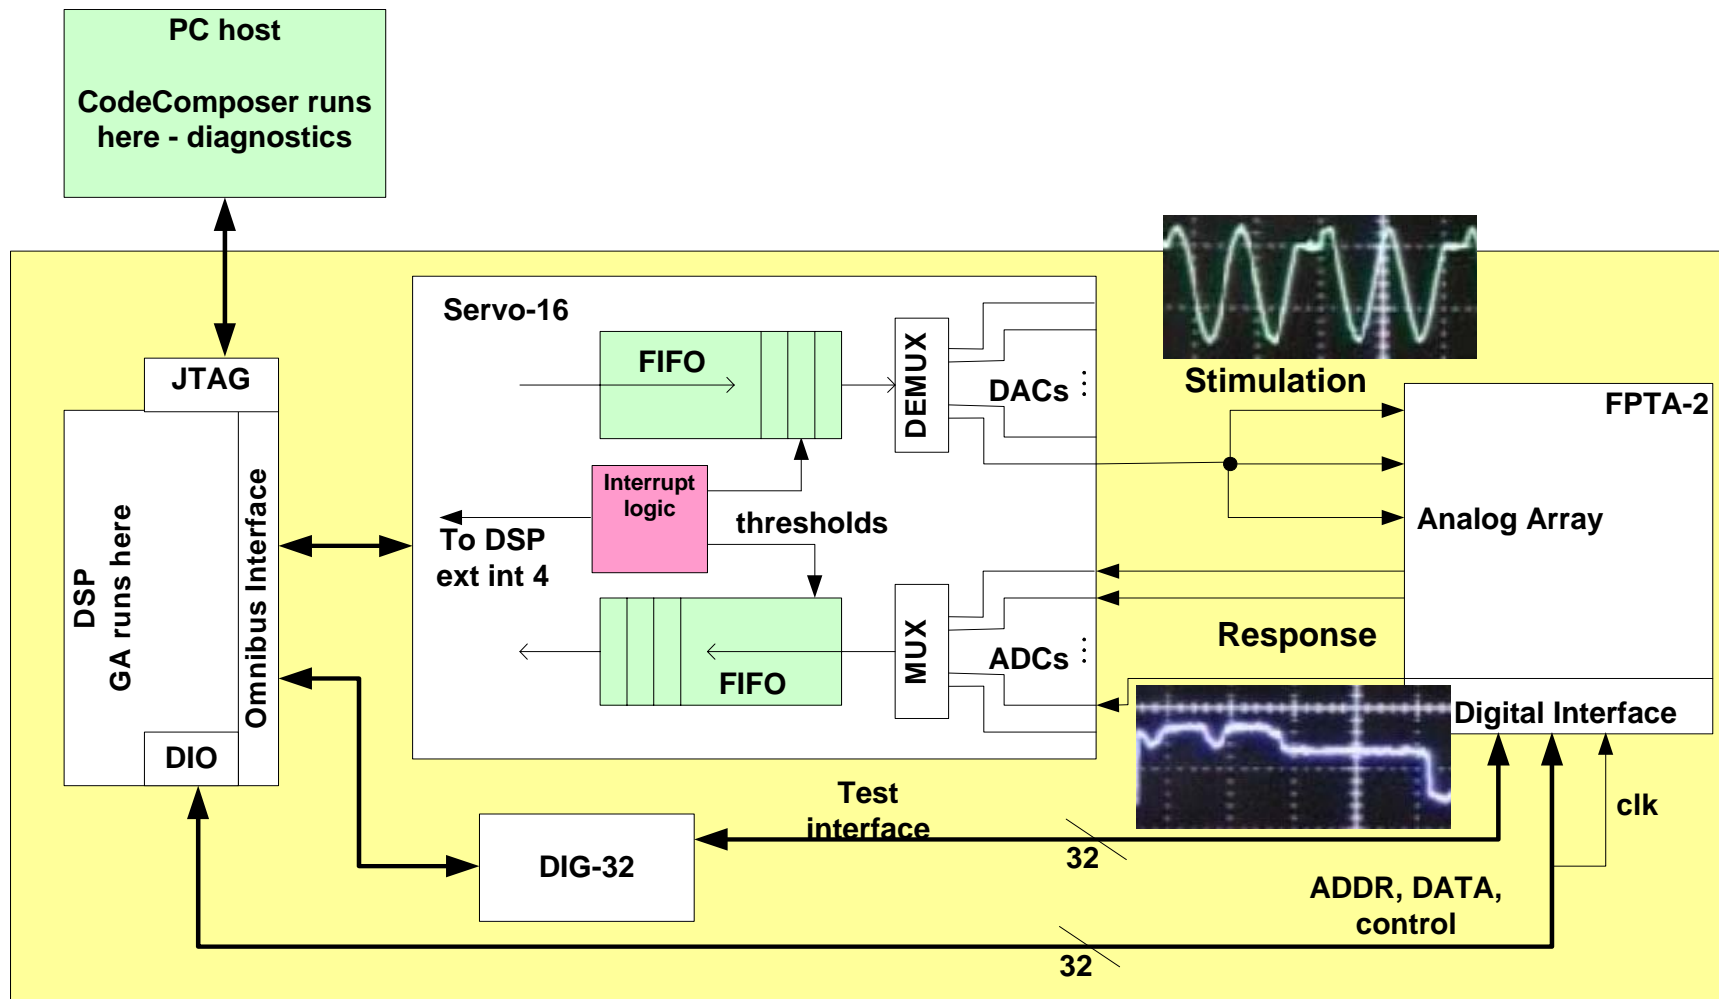 PC host
CodeComposer runs
here - diagnostics
Servo-16
FIFO
DEMUX
DACs
Stimulation
JTAG
FPTA-2
Interrupt
logic
thresholds
To DSP
ext int 4
Analog Array
DSP
GA runs here
Omnibus Interface
MUX
ADCs
Response
FIFO
Digital Interface
DIO
Test
interface
32
clk
DIG-32
ADDR, DATA,
control
32